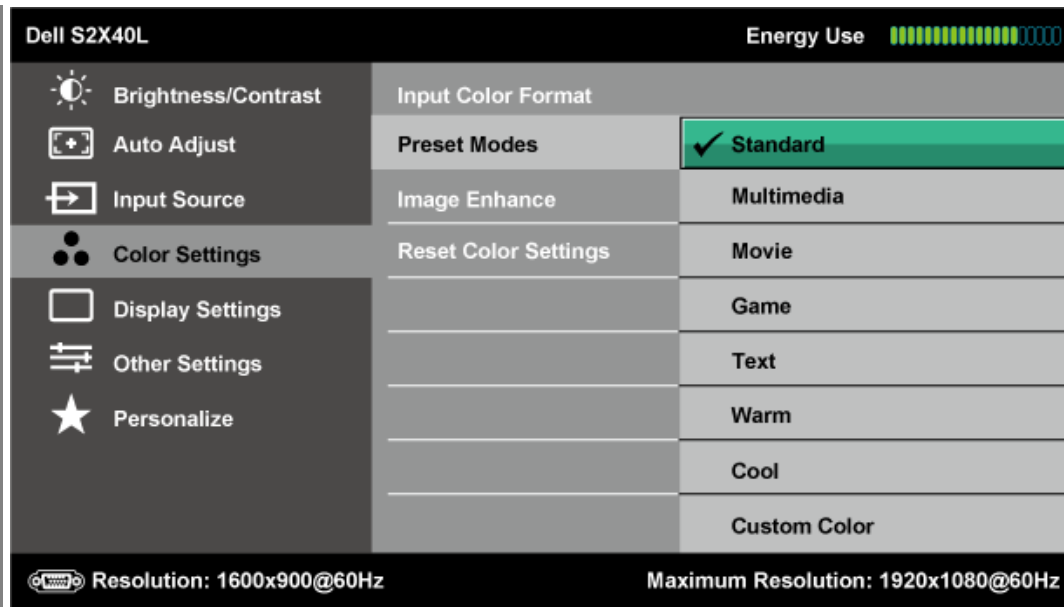 Dell S2X40L
Energy Use
Brightness/Contrast
Auto Adjust
Input Source
Color Settings
Display Settings
Other Settings
Personalize
Input Color Format
Preset Modes
Image Enhance
Reset Color Settings
Standard
Multimedia
Movie
Game
Text
Warm
Cool
Custom Color
Resolution: 1600x900@60Hz
Maximum Resolution: 1920x1080@60Hz